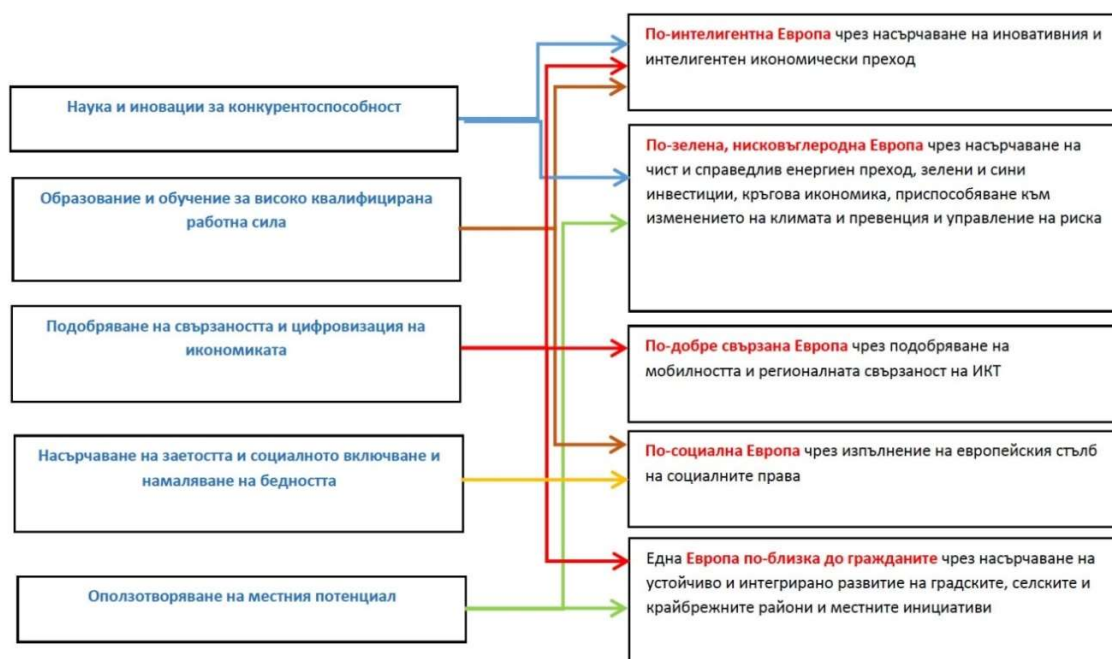 Наука и иновации за конкурентоспособност
Образование и обучение за високо квалифицирана
работна сила
Подобряване на свързаността и цифровизация на
икономиката
Насърчаване на заетостта и социалното включване и
намаляване на бедността
Оползотворяване на местния потенциал
По-интелигентна Европа чрез насърчаване на иновативния и
интелигентен икономически преход
По-зелена, нисковъглеродна Европа чрез насърчаване на
чист и справедлив енергиен преход, зелени и сини
инвестиции, кръгова икономика, приспособяване към
изменението на климата и превенция и управление на риска
По-добре свързана Европа чрез подобряване на
мобилността и регионалната свързаност на ИКТ
По-социална Европа чрез изпълнение на европейския стълб
на социалните права
Една Европа по-близка до гражданите чрез насърчаване на
устойчиво и интегрирано развитие на градските, селските и
крайбрежните райони и местните инициативи